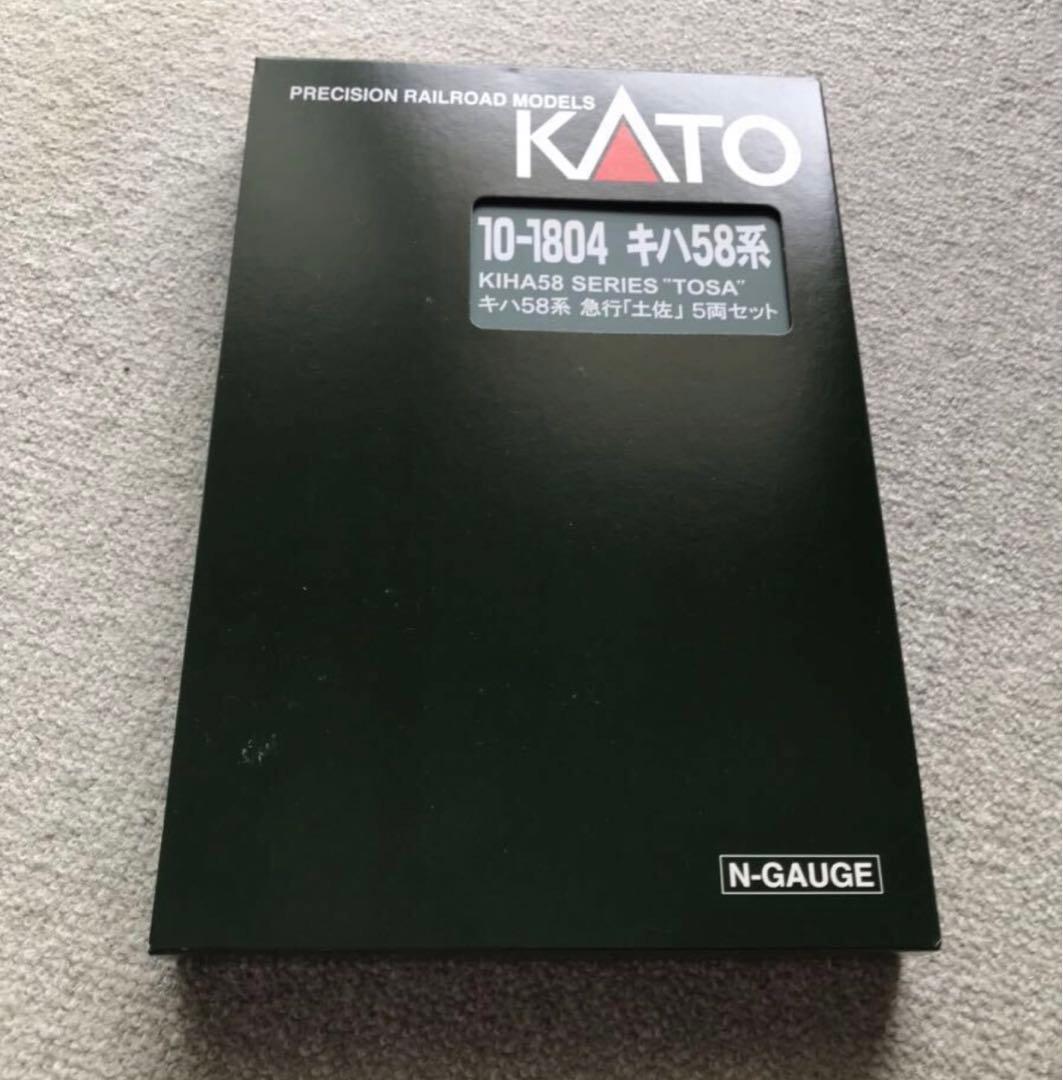 PRECISION RAILROAD MODELS
KATO
10-1804 キハ58系
KIHA58 SERIES "TOSA"
キハ58系 急行「土佐」 5両セット
N-GAUGE